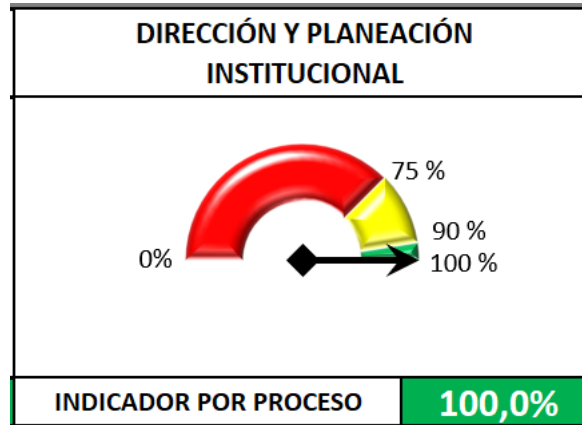 DIRECCIÓN Y PLANEACIÓN
INSTITUCIONAL
75 %
90 %
0%
100 %
INDICADOR POR PROCESO
100,0%